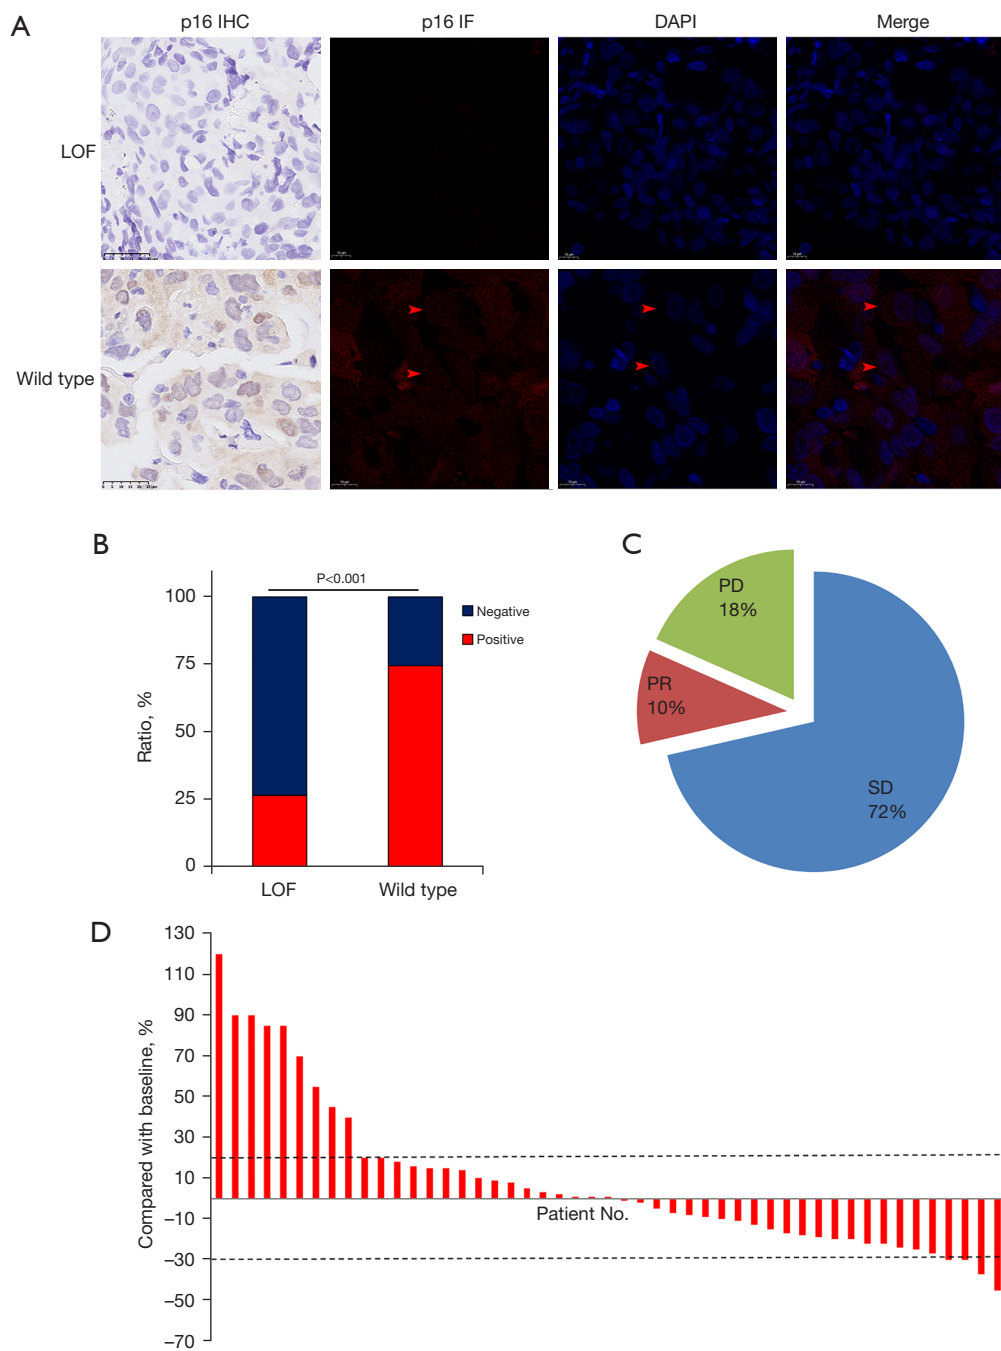 A
p16 IHC
p16 IF
DAPI
Merge
LOF
Wild type
B
P<0.001
Negative
Positive
100
75
50
25
0
Ratio, %
LOF
Wild type
C
PD
18%
PR
10%
SD
72%
D
130
110
90
70
50
30
10
–10
–30
–50
–70
Compared with baseline, %
Patient No.